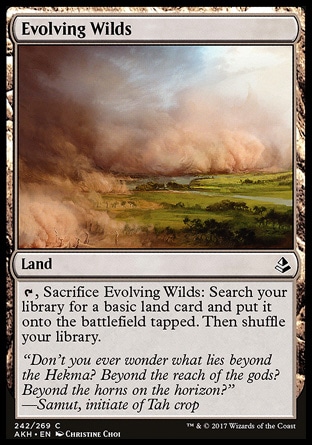 Evolving Wilds
Land
, Sacrifice Evolving Wilds: Search your
library for a basic land card and put it
onto the battlefield tapped. Then shuffle
your library.
“Don’t you ever wonder what lies beyond
the Hekma? Beyond the reach of the gods?
Beyond the horns on the horizon?”
—Samut, initiate of Tah crop
242/269 C
AKH • EN Christine Choi
™ & © 2017 Wizards of the Coast